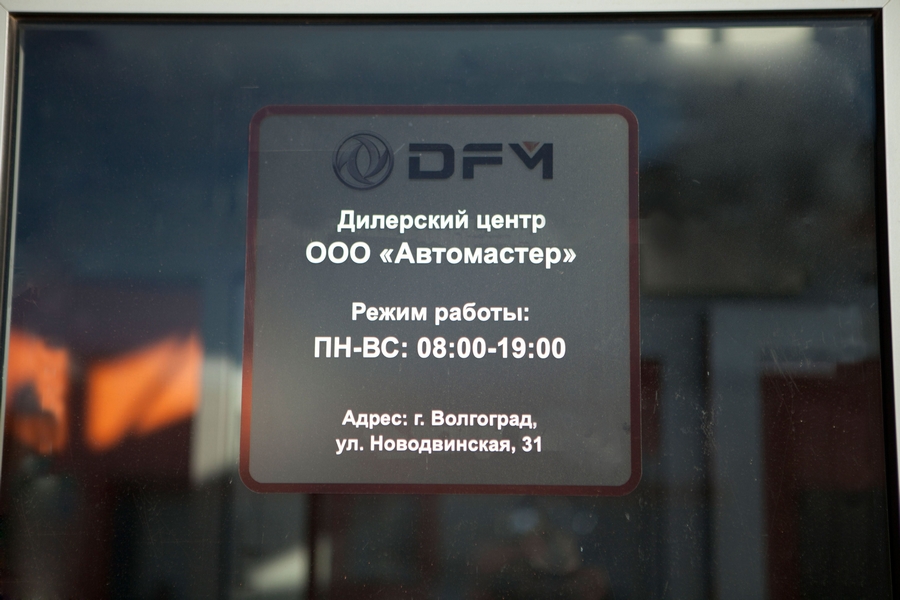 DFM
Дилерский центр
ООО «Автомастер»
Режим работы:
ПН-ВС: 08:00-19:00
Адрес: г. Волгоград,
ул. Новодвинская, 31